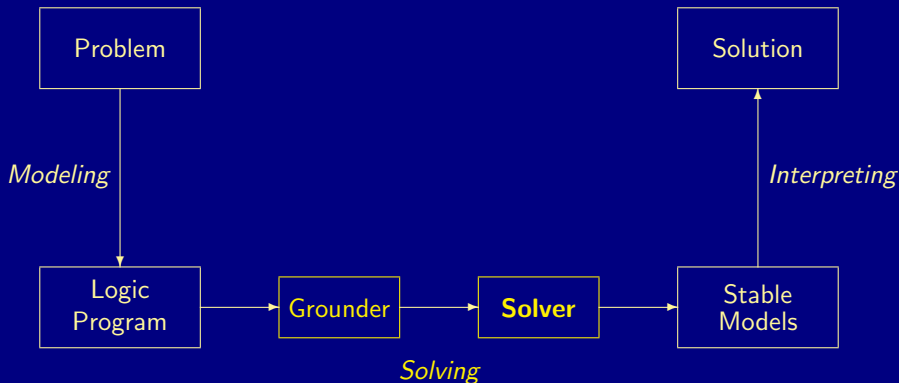 Problem
Solution
Modeling
Interpreting
Logic
Program
Grounder
Solver
Stable
Models
Solving